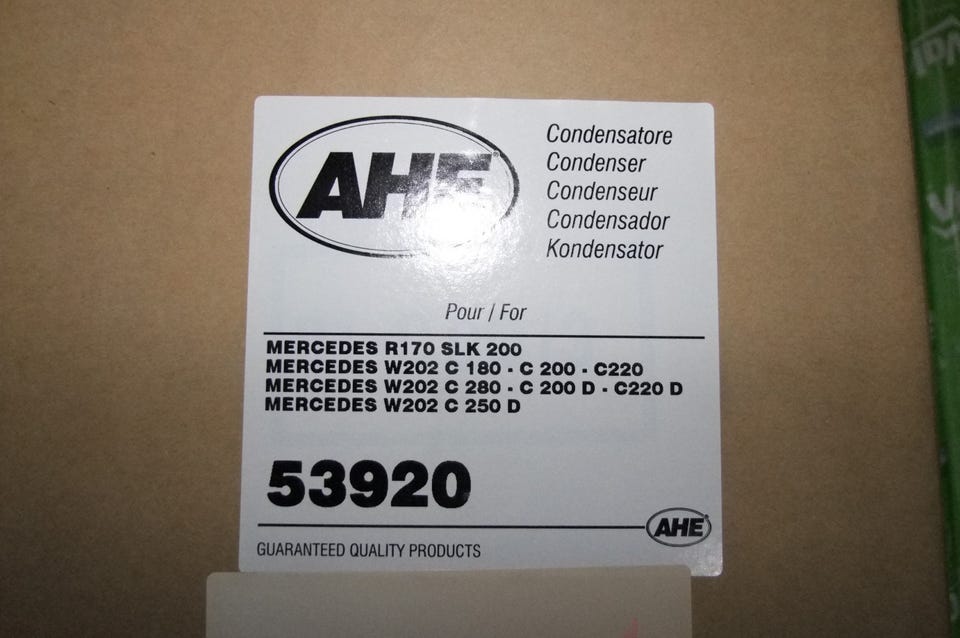 AHE
Condensatore
Condenser
Condenseur
Condensador
Kondensator
Pour / For
MERCEDES R170 SLK 200
MERCEDES W202 C 180 - C 200 - C220
MERCEDES W202 C 280 - C 200 D - C220 D
MERCEDES W202 C 250 D
53920
AHE
GUARANTEED QUALITY PRODUCTS